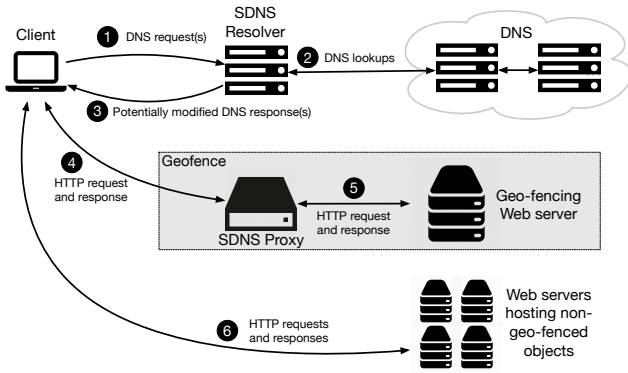 Client
SDNS
Resolver
DNS
1 DNS request(s)
2 DNS lookups
3 Potentially modified DNS response(s)
Geofence
4
HTTP request
and response
5
HTTP request
and response
SDNS Proxy
Geo-fencing
Web server
6
HTTP requests
and responses
Web servers
hosting non-
geo-fenced
objects